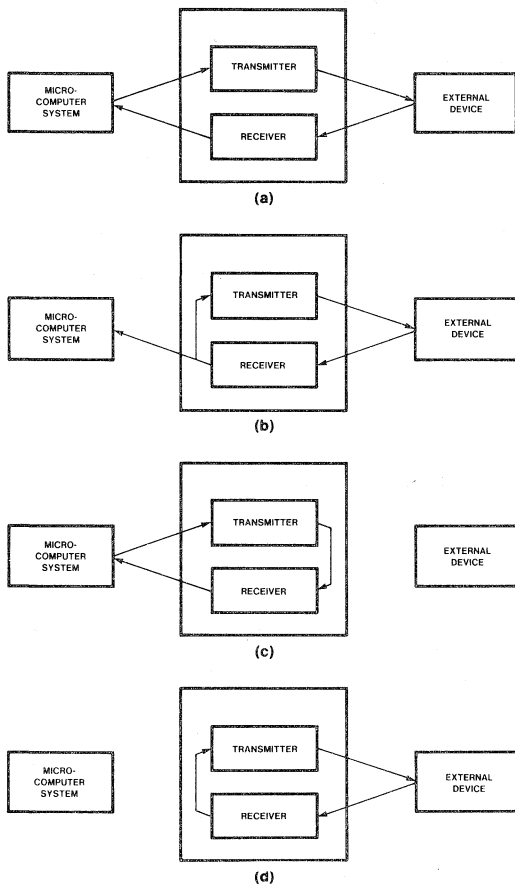 TRANSMITTER
MICRO-
COMPUTER
SYSTEM
EXTERNAL
DEVICE
RECEIVER
(a)
TRANSMITTER
MICRO-
COMPUTER
SYSTEM
EXTERNAL
DEVICE
RECEIVER
(b)
TRANSMITTER
MICRO-
COMPUTER
SYSTEM
EXTERNAL
DEVICE
RECEIVER
(c)
TRANSMITTER
MICRO-
COMPUTER
SYSTEM
EXTERNAL
DEVICE
RECEIVER
(d)